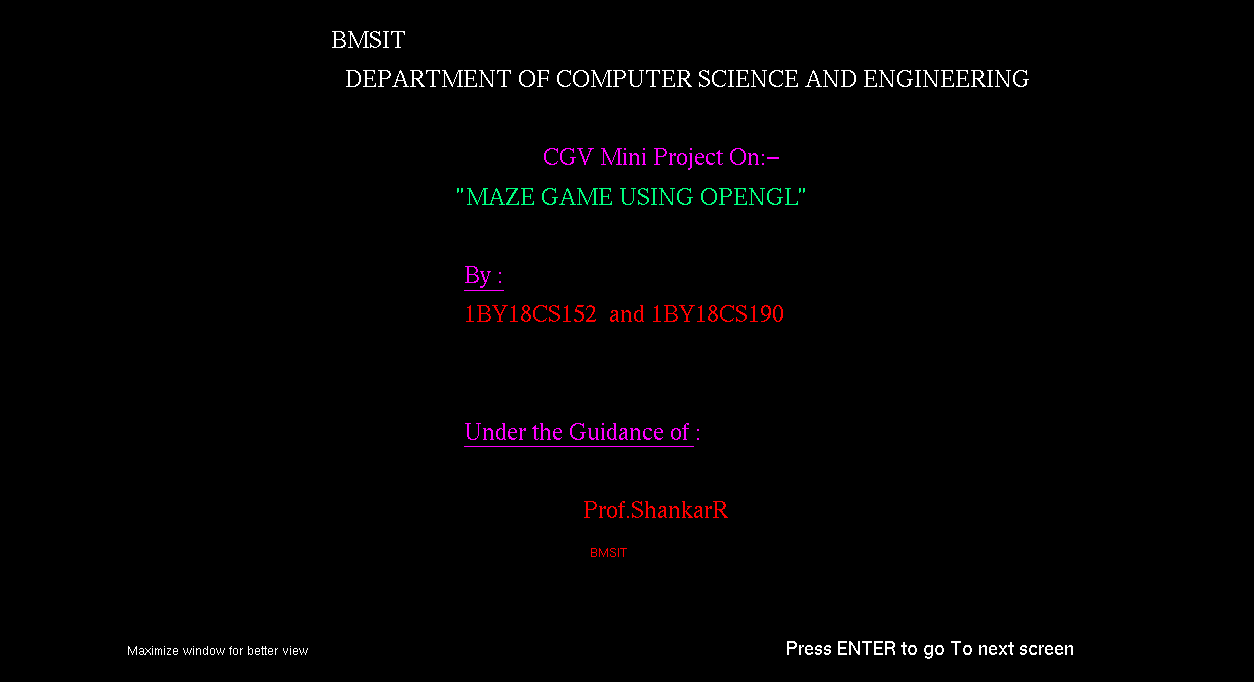 BMSIT
DEPARTMENT OF COMPUTER SCIENCE AND ENGINEERING
CGV Mini Project On:–
"MAZE GAME USING OPENGL"
By :
1BY18CS152  and 1BY18CS190
Under the Guidance of :
Prof.ShankarR
BMSIT
Maximize window for better view
Press ENTER to go To next screen